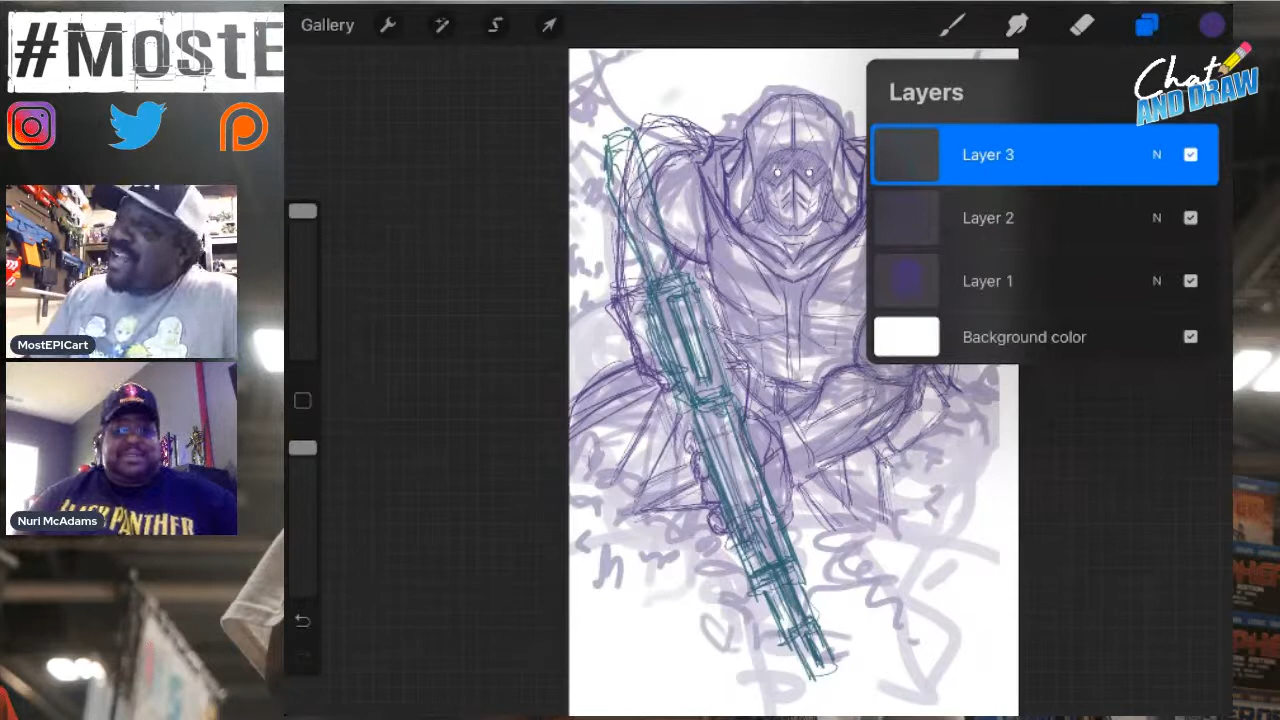 #MostE
Gallery
Chat
AND DRAW
Layers
Layer 3
N
Layer 2
N
Layer 1
N
Background color
MostEPICart
BLACK PANTHER
Nuri McAdams